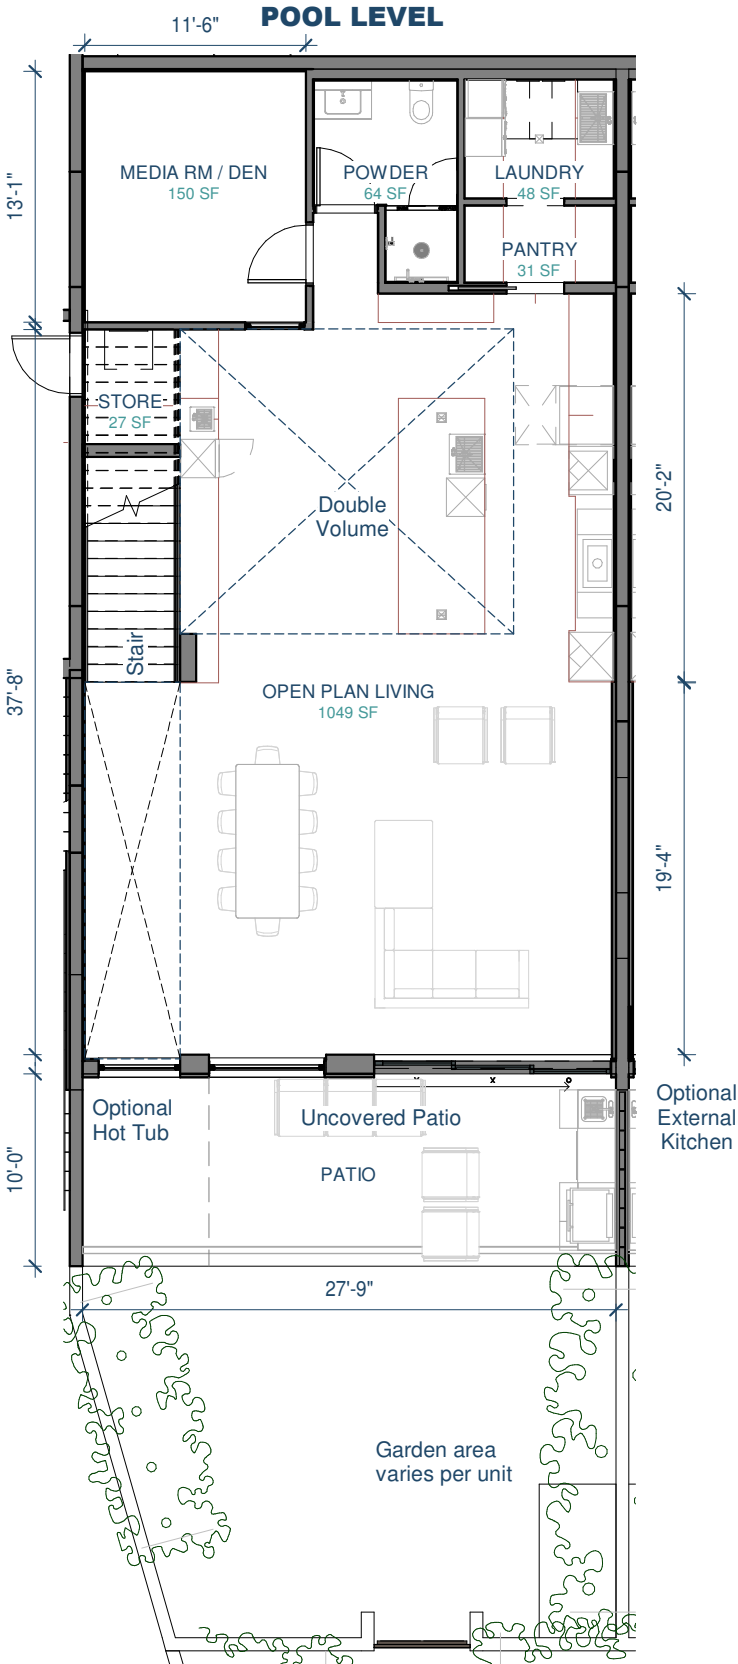 POOL LEVEL
11'-6"
13'-1"
MEDIA RM / DEN
150 SF
POWDER
64 SF
LAUNDRY
48 SF
PANTRY
31 SF
STORE
27 SF
Double
Volume
20'-2"
Stair
37'-8"
OPEN PLAN LIVING
1049 SF
19'-4"
Optional
Hot Tub
Uncovered Patio
Optional
External
Kitchen
PATIO
10'-0"
27'-9"
Garden area
varies per unit